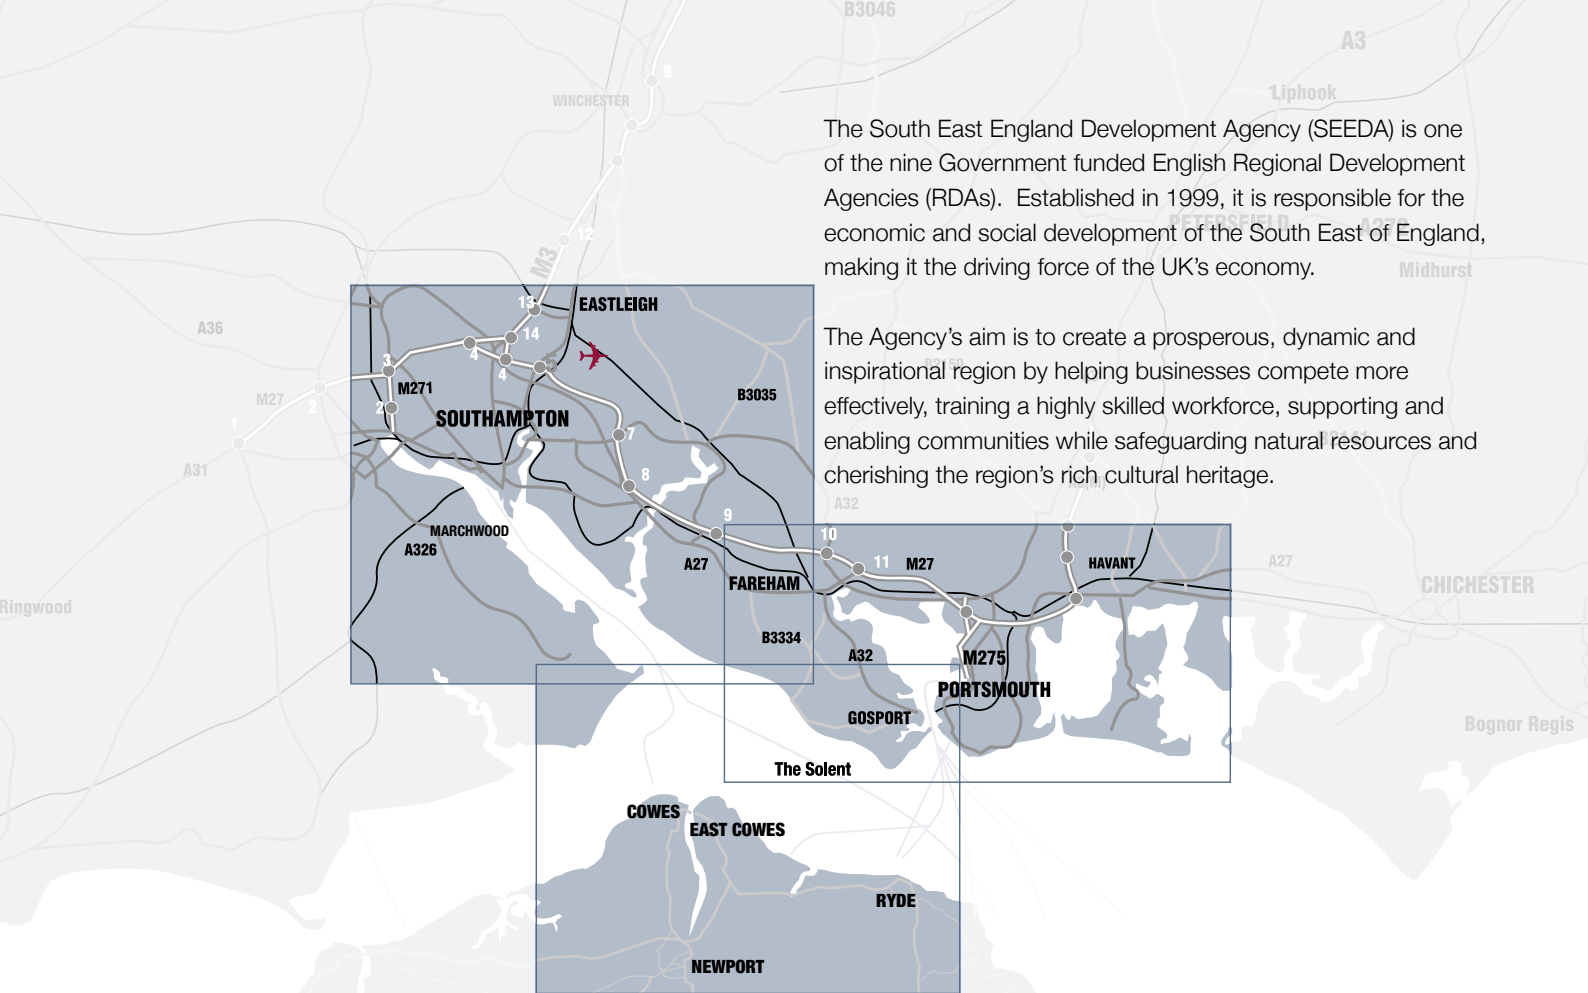 B3046
A3
9
Liphook
WINCHESTER
The South East England Development Agency (SEEDA) is one
of the nine Government funded English Regional Development
Agencies (RDAs).  Established in 1999, it is responsible for the
economic and social development of the South East of England,
making it the driving force of the UK's economy.
PETERSFIELD
A272
12
M3
Midhurst
13
EASTLEIGH
A36
14
The Agency's aim is to create a prosperous, dynamic and
inspirational region by helping businesses compete more
effectively, training a highly skilled workforce, supporting and
enabling communities while safeguarding natural resources and
cherishing the region's rich cultural heritage.
4
3
5
4
M271
B3035
M27
2
2
SOUTHAMPTON
1
7
A31
8
A32
9
MARCHWOOD
10
A326
A27
11
M27
HAVANT
A27
FAREHAM
CHICHESTER
Ringwood
B3334
A32
M275
PORTSMOUTH
GOSPORT
Bognor Regis
The Solent
COWES
EAST COWES
RYDE
NEWPORT